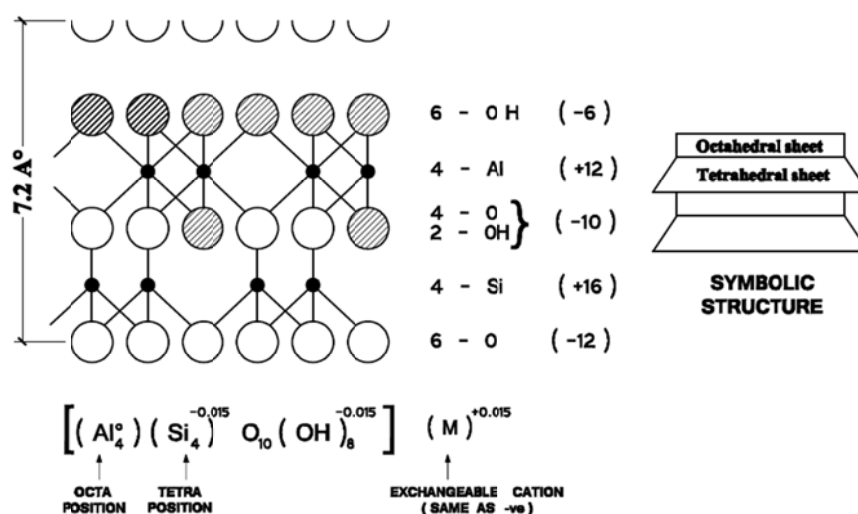 7.2 A°
6 - OH (-6)
4 - Al (+12)
4 - O
2 - OH } (-10)
4 - Si (+16)
6 - O (-12)
Octahedral sheet
Tetrahedral sheet
SYMBOLIC
STRUCTURE
[(Al₄°)(Si₄)⁻⁰·⁰¹⁵ O₁₀(OH)₈⁻⁰·⁰¹⁵] (M)⁺⁰·⁰¹⁵
OCTA
POSITION
TETRA
POSITION
EXCHANGEABLE CATION
(SAME AS -ve)